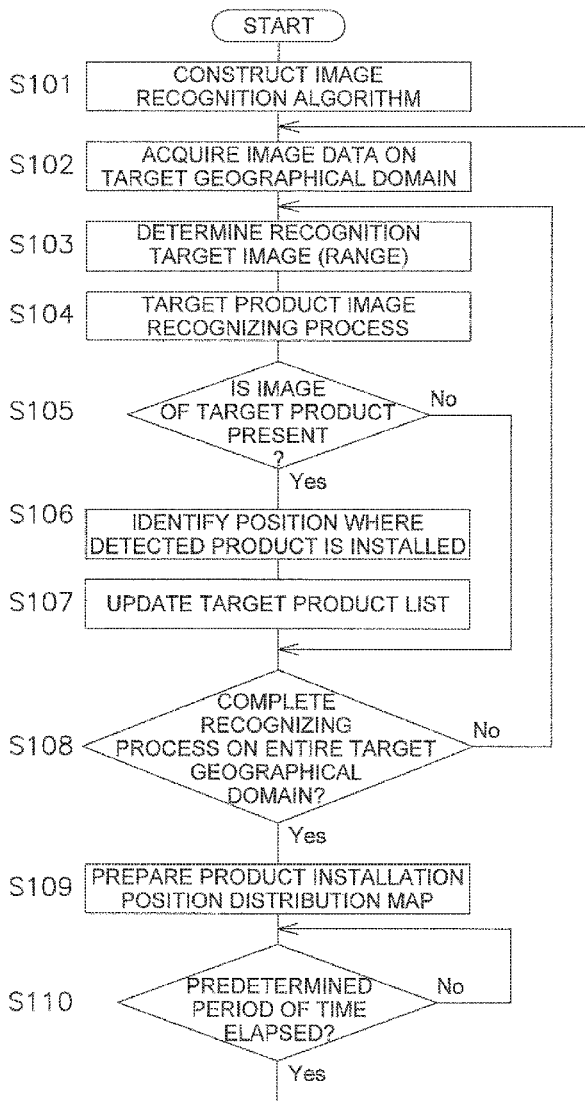 START
S101
CONSTRUCT IMAGE
RECOGNITION ALGORITHM
S102
ACQUIRE IMAGE DATA ON
TARGET GEOGRAPHICAL DOMAIN
S103
DETERMINE RECOGNITION
TARGET IMAGE (RANGE)
S104
TARGET PRODUCT IMAGE
RECOGNIZING PROCESS
S105
IS IMAGE
OF TARGET PRODUCT
PRESENT
?
No
Yes
S106
IDENTIFY POSITION WHERE
DETECTED PRODUCT IS INSTALLED
S107
UPDATE TARGET PRODUCT LIST
S108
COMPLETE
RECOGNIZING
PROCESS ON ENTIRE TARGET
GEOGRAPHICAL
DOMAIN?
No
Yes
S109
PREPARE PRODUCT INSTALLATION
POSITION DISTRIBUTION MAP
S110
PREDETERMINED
PERIOD OF TIME
ELAPSED?
No
Yes